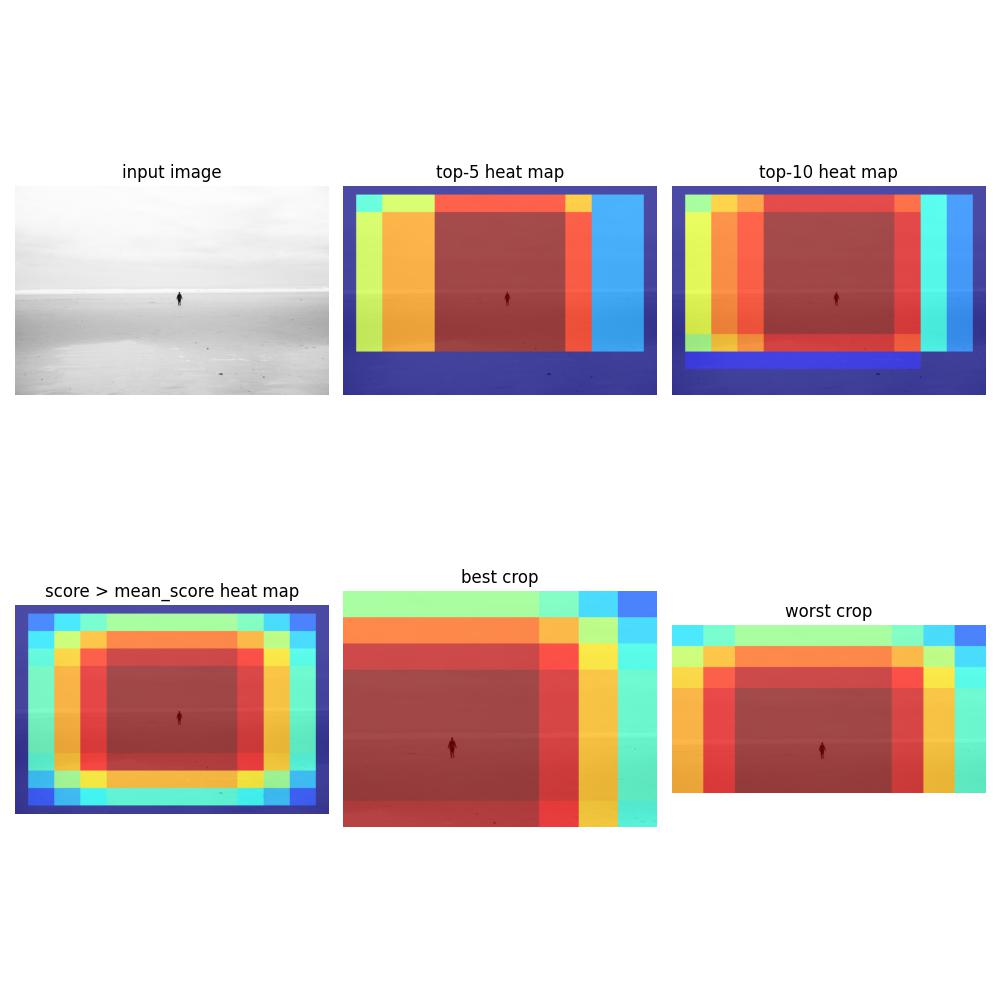 input image
top-5 heat map
top-10 heat map
score > mean_score heat map
best crop
worst crop